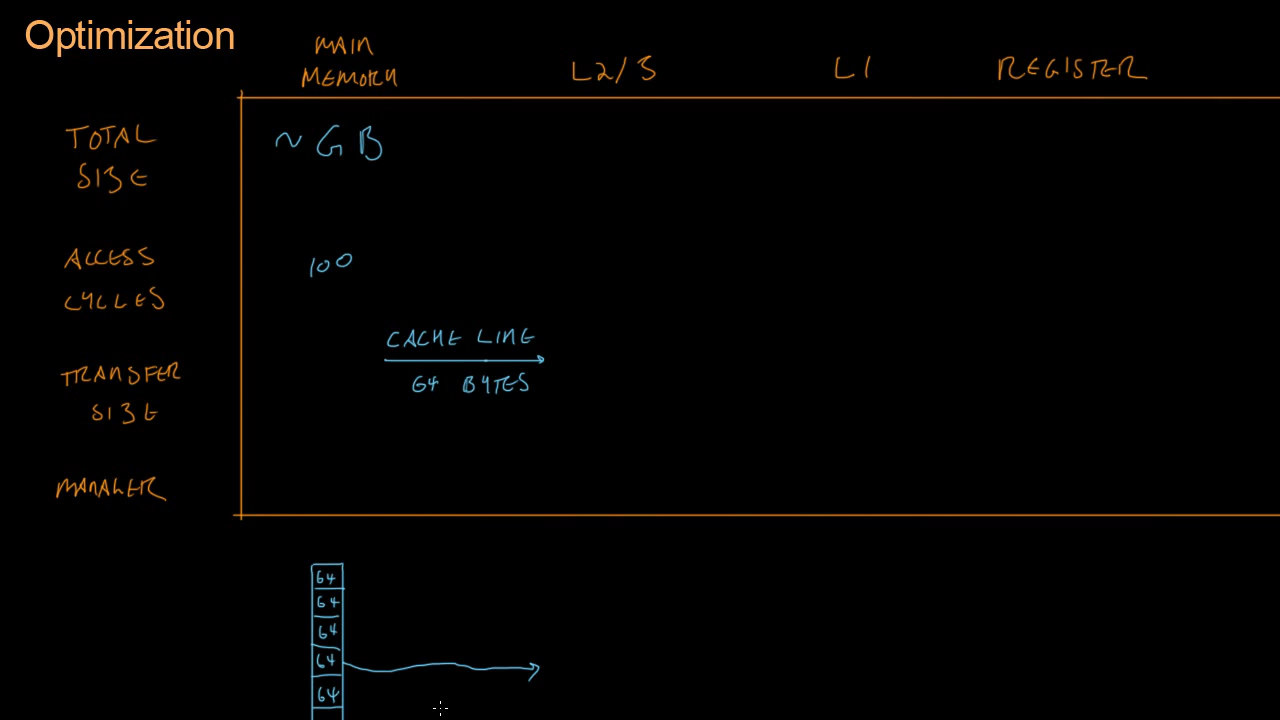 Optimization
MAIN
MEMORY
L2/3
L1
REGISTER
TOTAL
SIZE
~ GB
ACCESS
CYCLES
100
CACHE LINE
64 BYTES
TRANSFER
SIZE
MANAGER
64
64
64
64
64